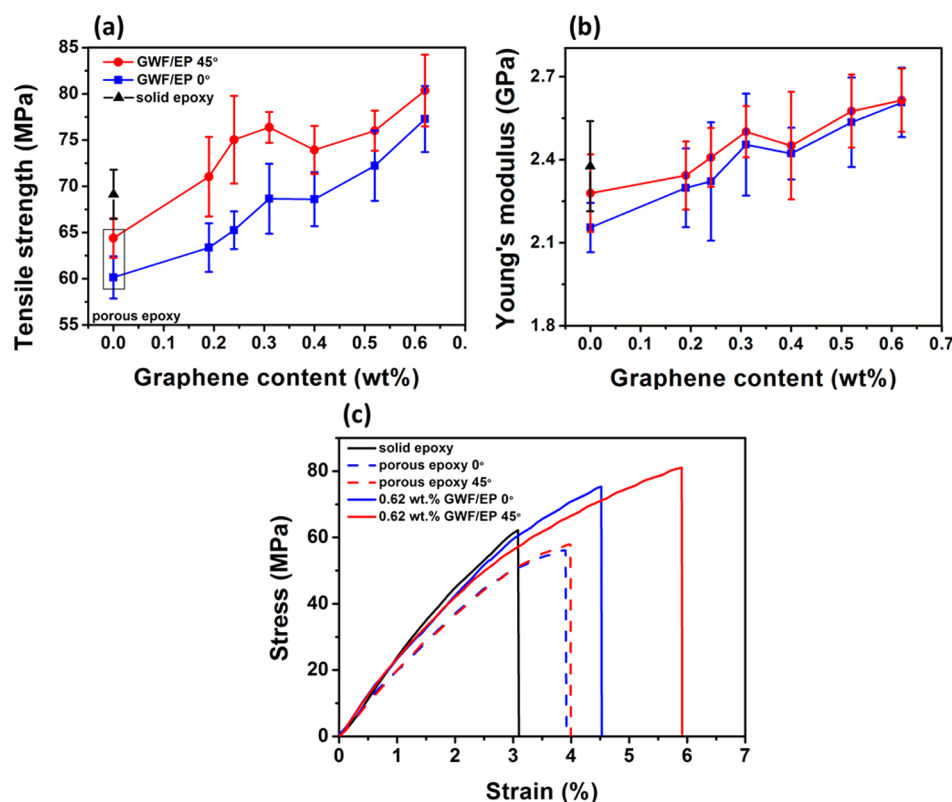 (a)
GWF/EP 45°
GWF/EP 0°
solid epoxy
porous epoxy
Tensile strength (MPa)
85
80
75
70
65
60
55
0.0 0.1 0.2 0.3 0.4 0.5 0.6 0.
Graphene content (wt%)
(b)
Young's modulus (GPa)
2.7
2.4
2.1
1.8
0.0 0.1 0.2 0.3 0.4 0.5 0.6 0.7
Graphene content (wt%)
(c)
solid epoxy
porous epoxy 0°
porous epoxy 45°
0.62 wt.% GWF/EP 0°
0.62 wt.% GWF/EP 45°
Stress (MPa)
80
60
40
20
0
0 1 2 3 4 5 6 7
Strain (%)